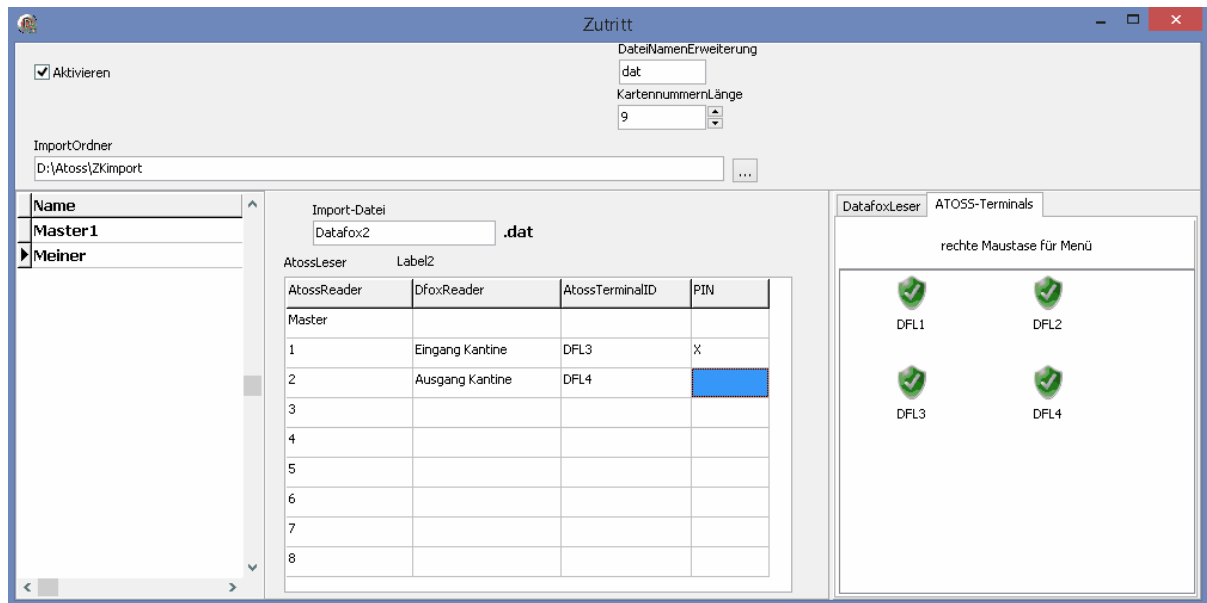 Zutritt
Aktivieren
DateiNamenErweiterung
dat
KartennummernLänge
9
ImportOrdner
D:\Atoss\ZKimport
...
Name
Master1
Meiner
Import-Datei
Datafox2 .dat
AtossLeser Label2
AtossReader DfoxReader AtossTerminalID PIN
Master
1 Eingang Kantine DFL3 X
2 Ausgang Kantine DFL4
3
4
5
6
7
8
DatafoxLeser ATOSS-Terminals
rechte Maustase für Menü
DFL1 DFL2
DFL3 DFL4